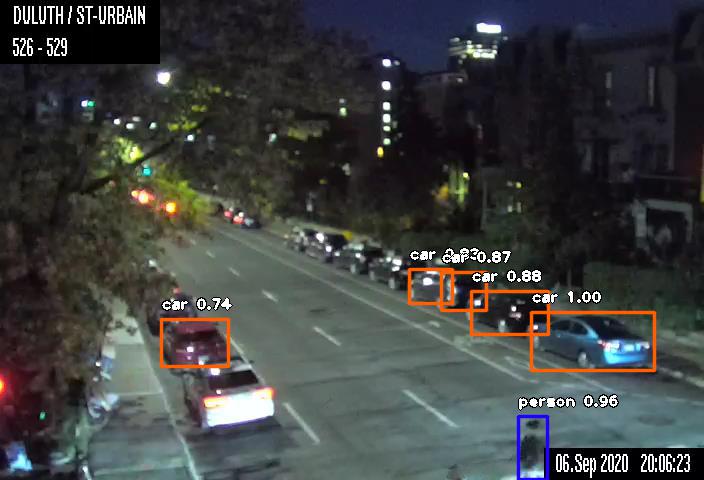 DULUTH / ST-URBAIN
526 - 529
car 0.87
car 0.88
car 1.00
car 0.74
person 0.96
06.Sep 2020 20:06:23